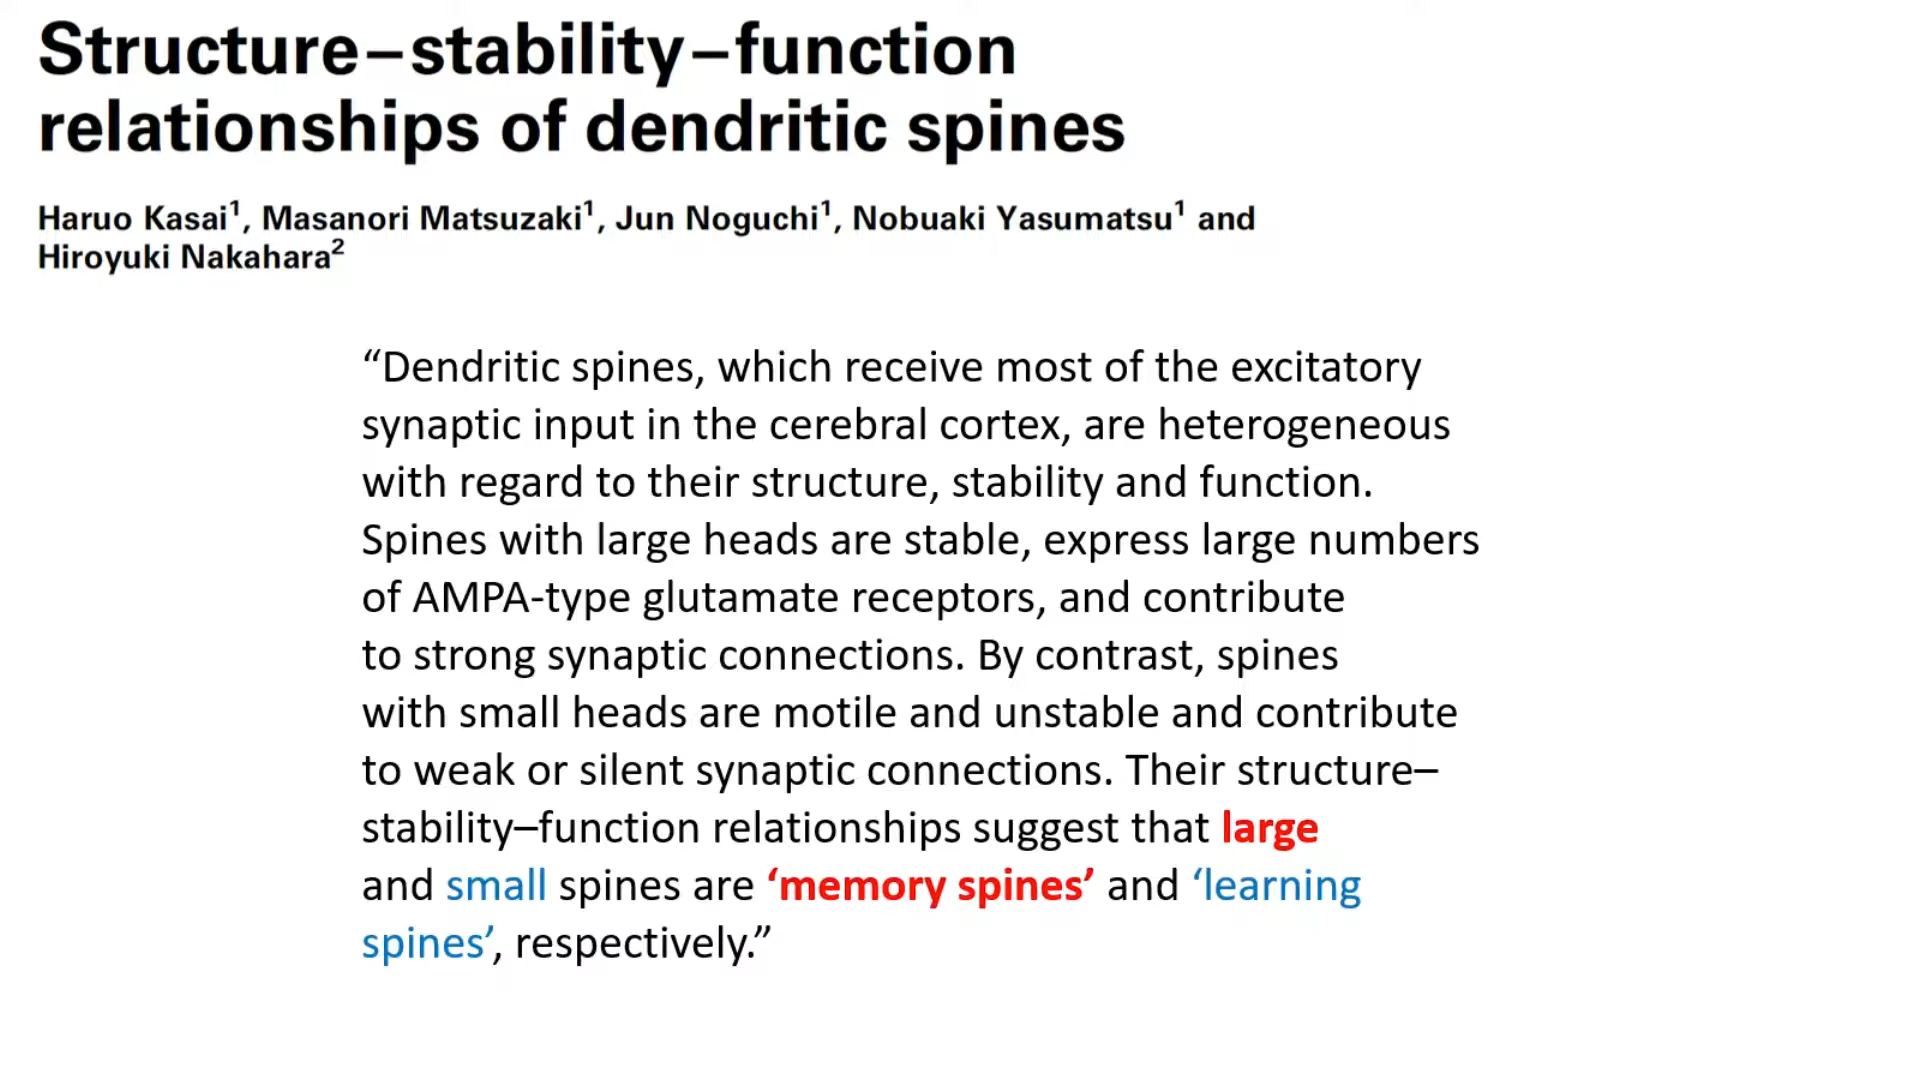 Structure–stability–function
relationships of dendritic spines
Haruo Kasai¹, Masanori Matsuzaki¹, Jun Noguchi¹, Nobuaki Yasumatsu¹ and
Hiroyuki Nakahara²
“Dendritic spines, which receive most of the excitatory
synaptic input in the cerebral cortex, are heterogeneous
with regard to their structure, stability and function.
Spines with large heads are stable, express large numbers
of AMPA-type glutamate receptors, and contribute
to strong synaptic connections. By contrast, spines
with small heads are motile and unstable and contribute
to weak or silent synaptic connections. Their structure–
stability–function relationships suggest that large
and small spines are ‘memory spines’ and ‘learning
spines’, respectively.”